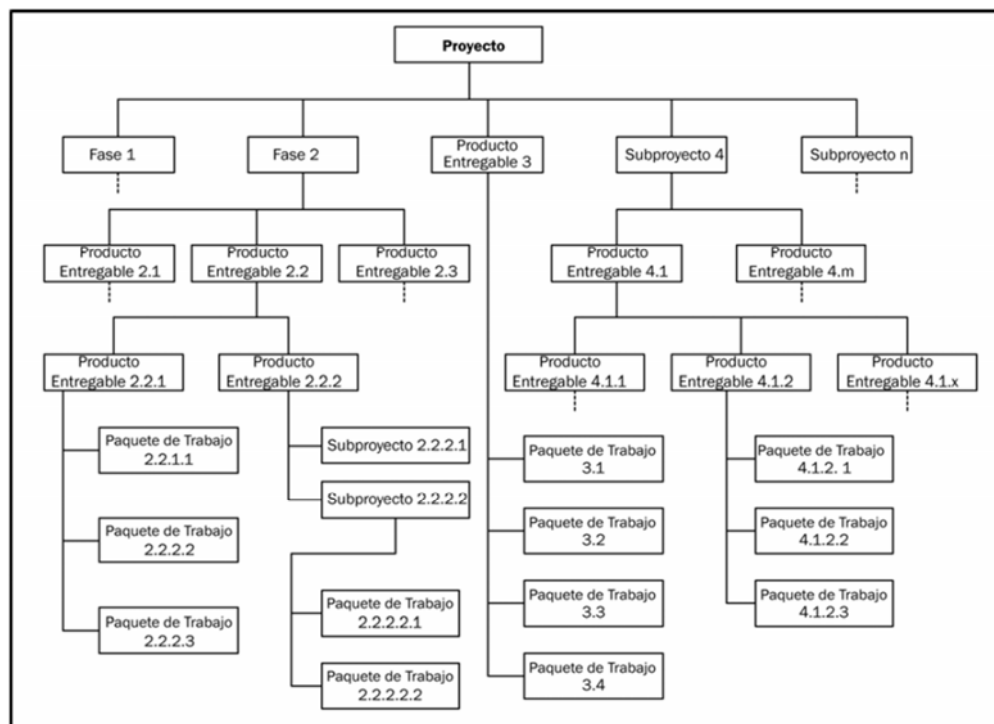 Proyecto
Fase 1
Fase 2
Producto
Entregable 3
Subproyecto 4
Subproyecto n
Producto
Entregable 2.1
Producto
Entregable 2.2
Producto
Entregable 2.3
Producto
Entregable 4.1
Producto
Entregable 4.m
Producto
Entregable 2.2.1
Producto
Entregable 2.2.2
Producto
Entregable 4.1.1
Producto
Entregable 4.1.2
Producto
Entregable 4.1.x
Paquete de Trabajo
2.2.1.1
Paquete de Trabajo
2.2.2.2
Paquete de Trabajo
2.2.2.3
Subproyecto 2.2.2.1
Subproyecto 2.2.2.2
Paquete de Trabajo
2.2.2.2.1
Paquete de Trabajo
2.2.2.2.2
Paquete de Trabajo
3.1
Paquete de Trabajo
3.2
Paquete de Trabajo
3.3
Paquete de Trabajo
3.4
Paquete de Trabajo
4.1.2. 1
Paquete de Trabajo
4.1.2.2
Paquete de Trabajo
4.1.2.3